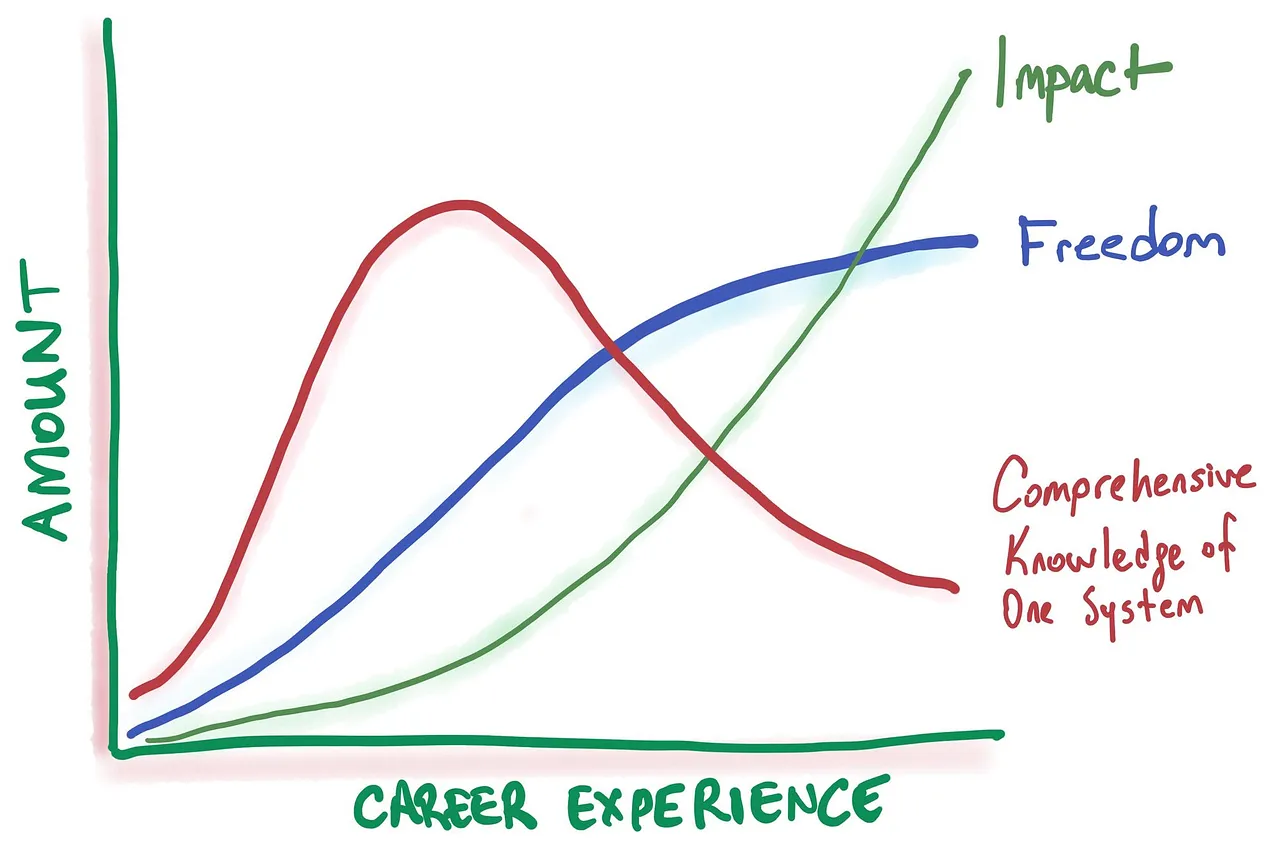 Impact
Freedom
AMOUNT
Comprehensive
Knowledge of
One System
CAREER EXPERIENCE